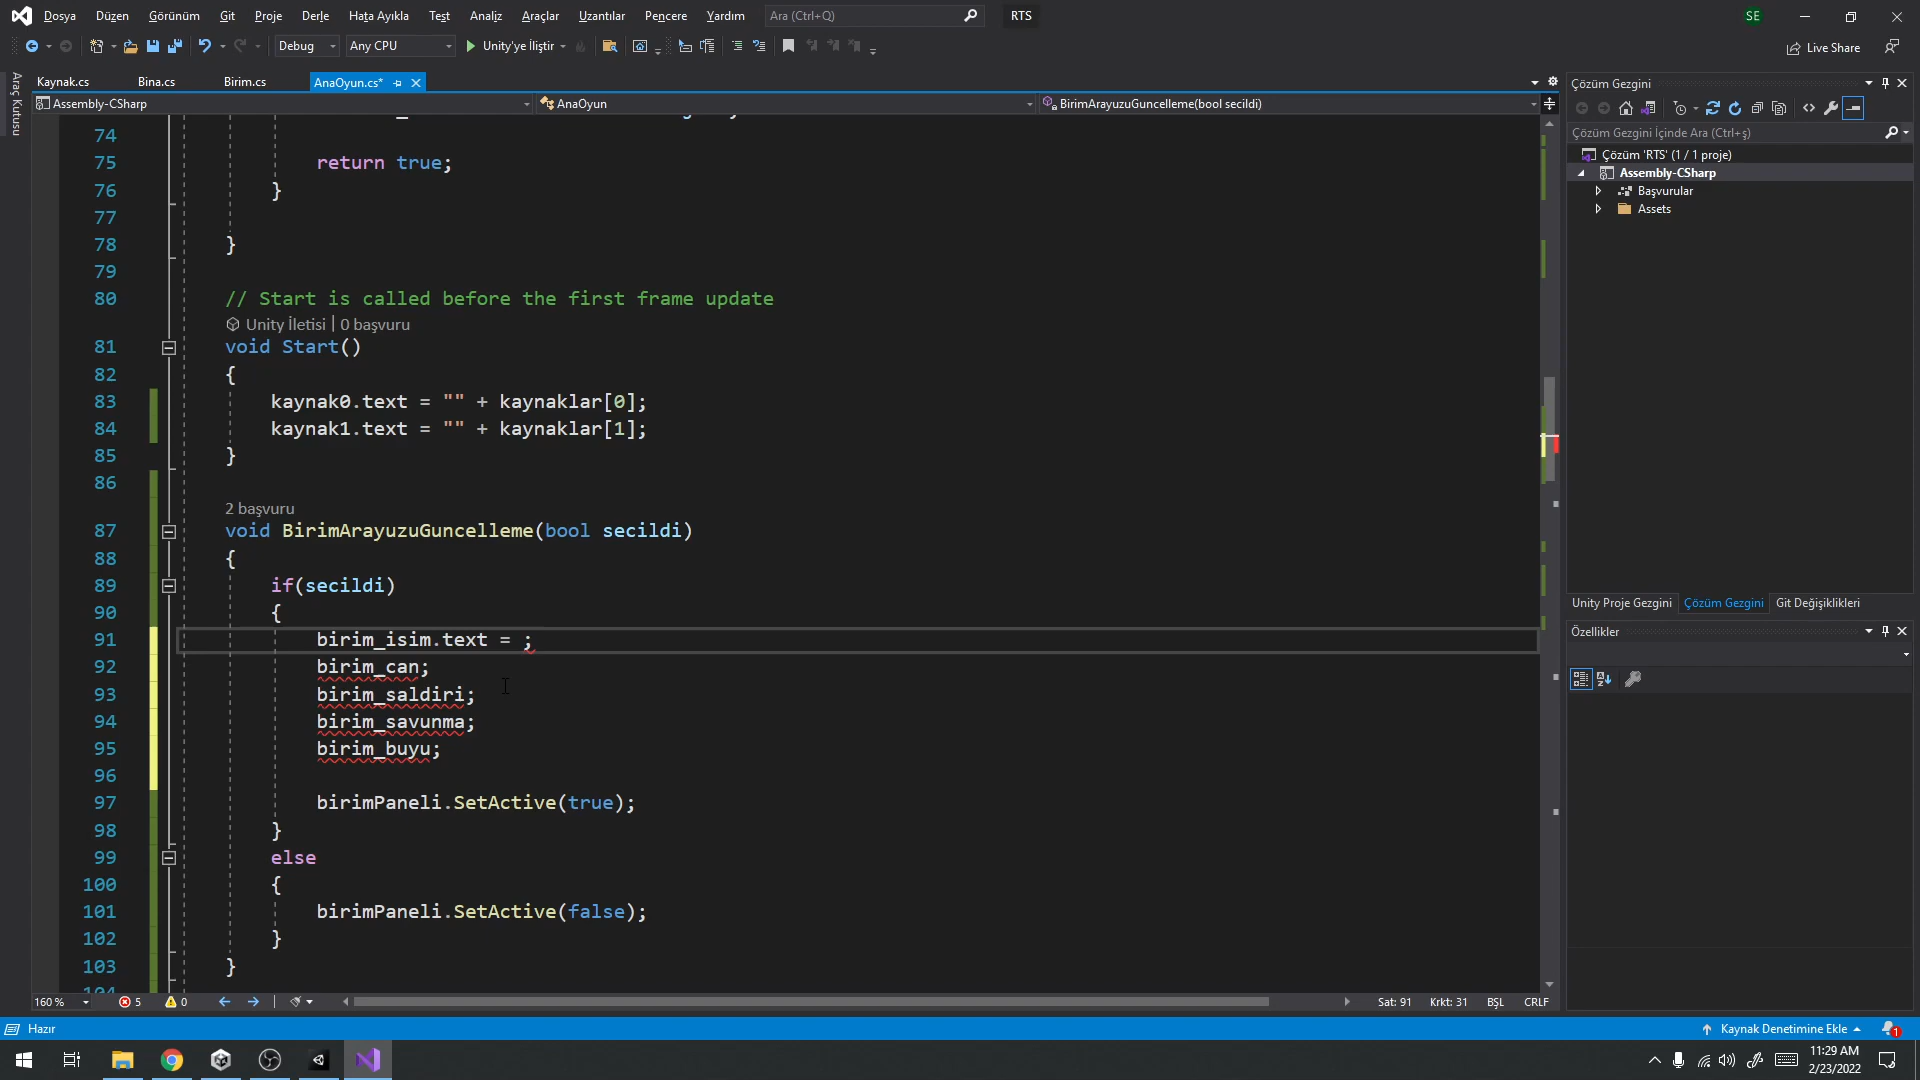 Dosya Düzen Görünüm Git Proje Derle Hata Ayıkla Test Analiz Araçlar Uzantılar Pencere Yardım Ara (Ctrl+Q) RTS SE
Debug Any CPU Unity'ye İliştir Live Share
Araç Kutusu
Kaynak.cs Bina.cs Birim.cs AnaOyun.cs*
Assembly-CSharp AnaOyun BirimArayuzuGuncelleme(bool secildi)
74
75 return true;
76 }
77
78 }
79
80 // Start is called before the first frame update
Unity İletisi | 0 başvuru
81 void Start()
82 {
83 kaynak0.text = "" + kaynaklar[0];
84 kaynak1.text = "" + kaynaklar[1];
85 }
86
2 başvuru
87 void BirimArayuzuGuncelleme(bool secildi)
88 {
89 if(secildi)
90 {
91 birim_isim.text = ;
92 birim_can;
93 birim_saldiri;
94 birim_savunma;
95 birim_buyu;
96
97 birimPaneli.SetActive(true);
98 }
99 else
100 {
101 birimPaneli.SetActive(false);
102 }
103 }
160 % 5 0 Sat: 91 Krkt: 31 BŞL CRLF
Çözüm Gezgini
Çözüm Gezgini İçinde Ara (Ctrl+ş)
Çözüm 'RTS' (1 / 1 proje)
Assembly-CSharp
Başvurular
Assets
Unity Proje Gezgini Çözüm Gezgini Git Değişiklikleri
Özellikler
Hazır Kaynak Denetimine Ekle 1
11:29 AM
2/23/2022